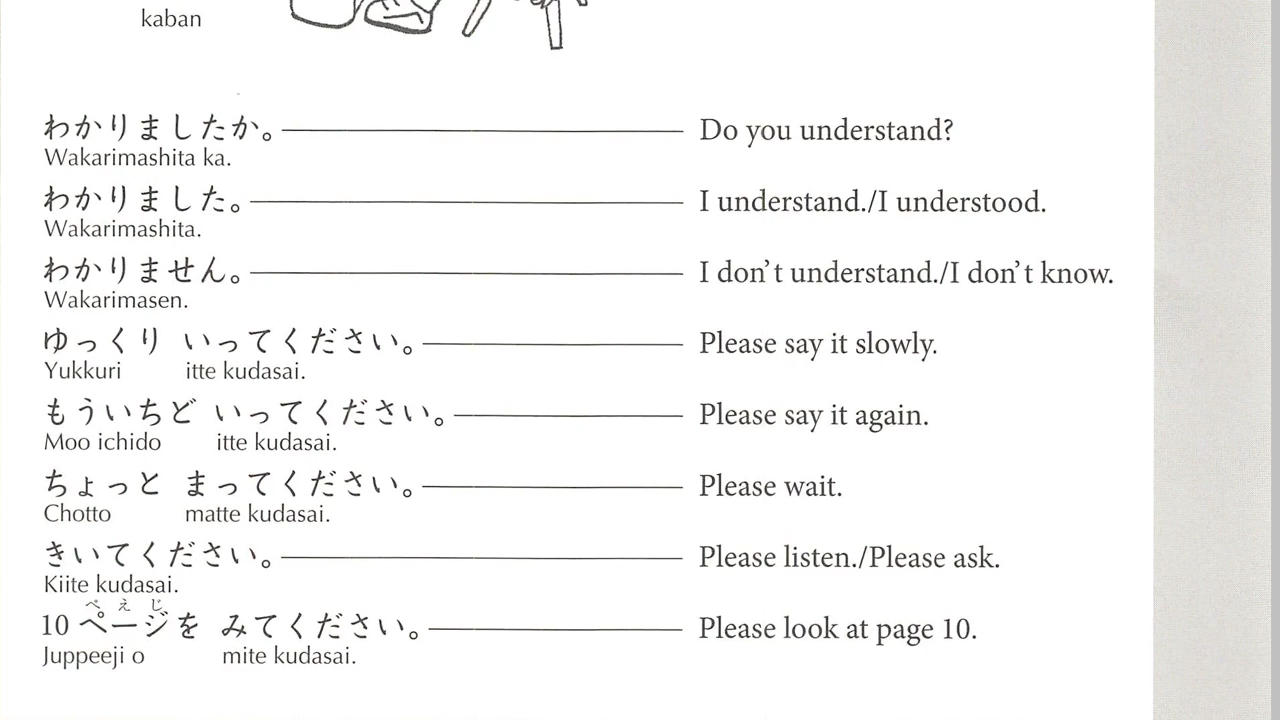 kaban
わかりましたか。 Do you understand?
Wakarimashita ka.
わかりました。 I understand./I understood.
Wakarimashita.
わかりません。 I don't understand./I don't know.
Wakarimasen.
ゆっくり いってください。 Please say it slowly.
Yukkuri itte kudasai.
もういちど いってください。 Please say it again.
Moo ichido itte kudasai.
ちょっと まってください。 Please wait.
Chotto matte kudasai.
きいてください。 Please listen./Please ask.
Kiite kudasai.
ぺえじ
10 ページを みてください。 Please look at page 10.
Juppeeji o mite kudasai.